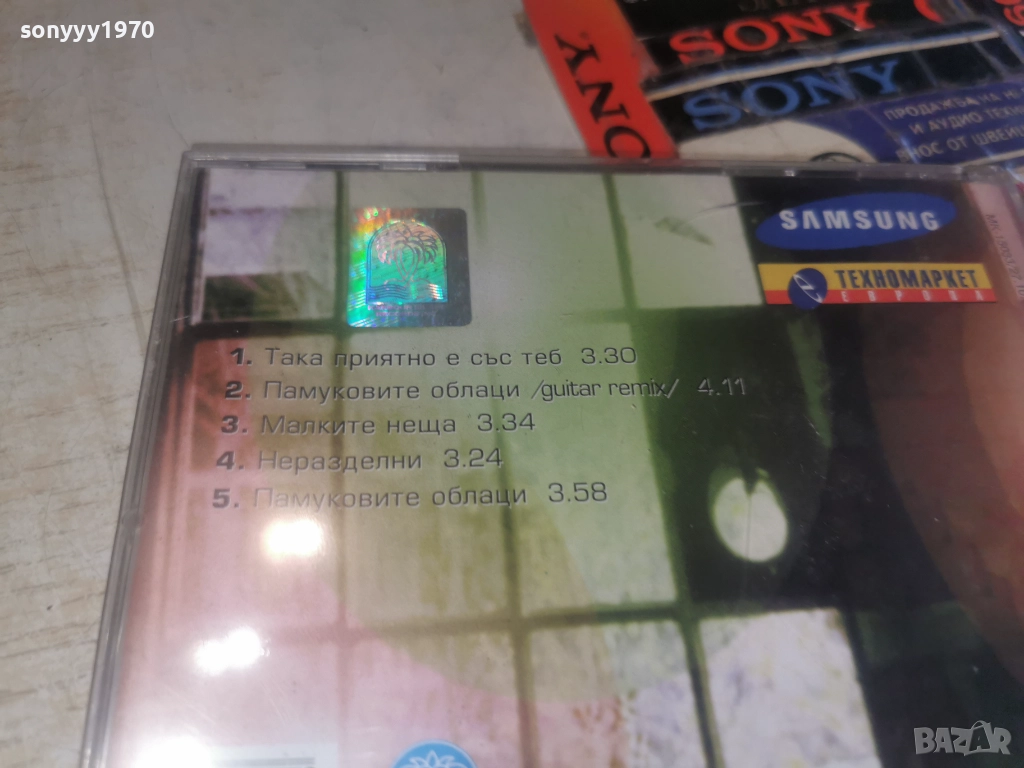 sonyyy1970
SONY
SONY
SONY
ПРОДАЖБА НА
И АУДИО
ВНОС ОТ
SAMSUNG
ТЕХНОМАРКЕТ
ЕВРОПА
1. Така приятно е със теб 3.30
2. Памуковите облаци /guitar remix/ 4.11
3. Малките неща 3.34
4. Неразделни 3.24
5. Памуковите облаци 3.58
BAZAR